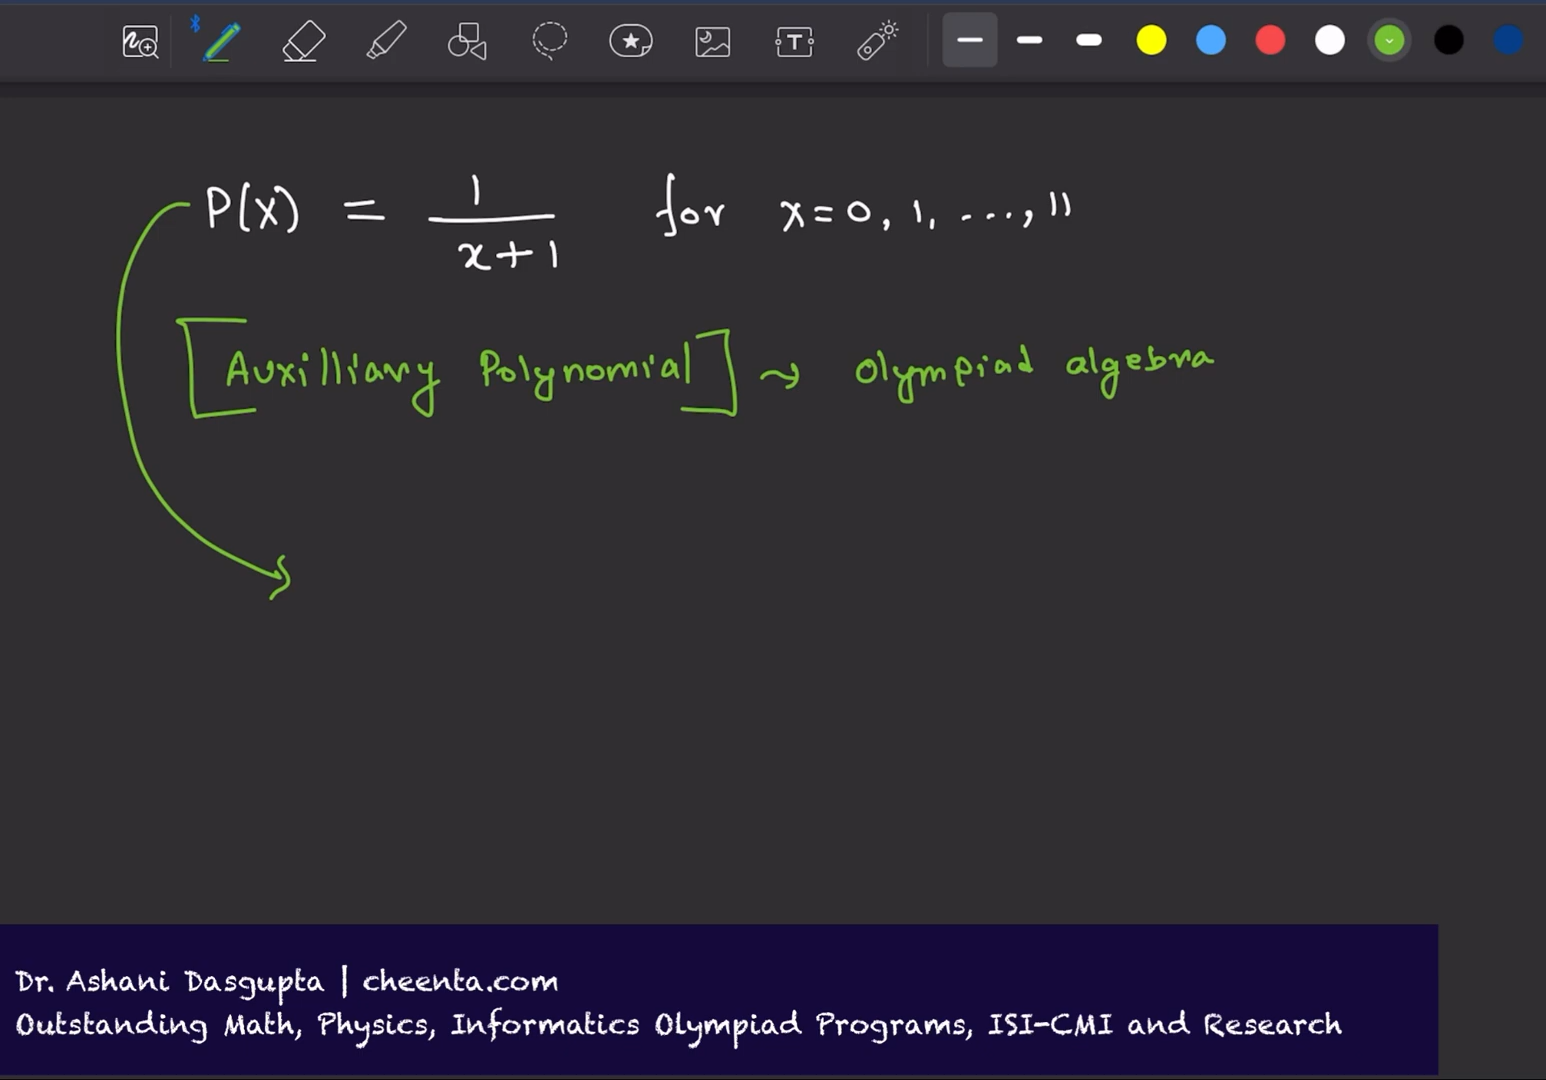 P(x) = 1/(x+1) for x=0, 1, ..., 11
[Auxilliary Polynomial] ⤳ Olympiad algebra
Dr. Ashani Dasgupta | cheenta.com
Outstanding Math, Physics, Informatics Olympiad Programs, ISI-CMI and Research